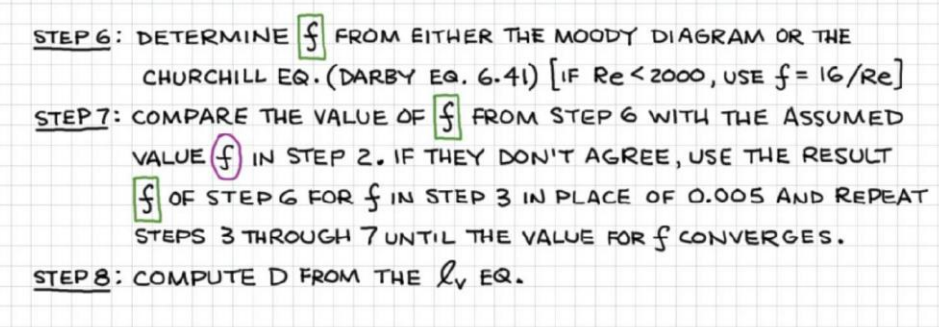 STEP 6: DETERMINE f FROM EITHER THE MOODY DIAGRAM OR THE
CHURCHILL EQ. (DARBY EQ. 6.41) [IF Re < 2000, USE f = 16/Re]
STEP 7: COMPARE THE VALUE OF f FROM STEP 6 WITH THE ASSUMED
VALUE f IN STEP 2. IF THEY DON'T AGREE, USE THE RESULT
f OF STEP 6 FOR f IN STEP 3 IN PLACE OF 0.005 AND REPEAT
STEPS 3 THROUGH 7 UNTIL THE VALUE FOR f CONVERGES.
STEP 8: COMPUTE D FROM THE ℓv EQ.